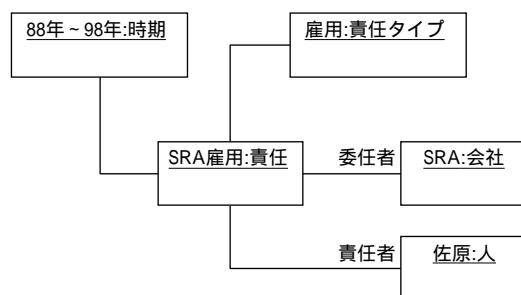 88年～98年:時期
雇用:責任タイプ
SRA雇用:責任
委任者
SRA:会社
責任者
佐原:人